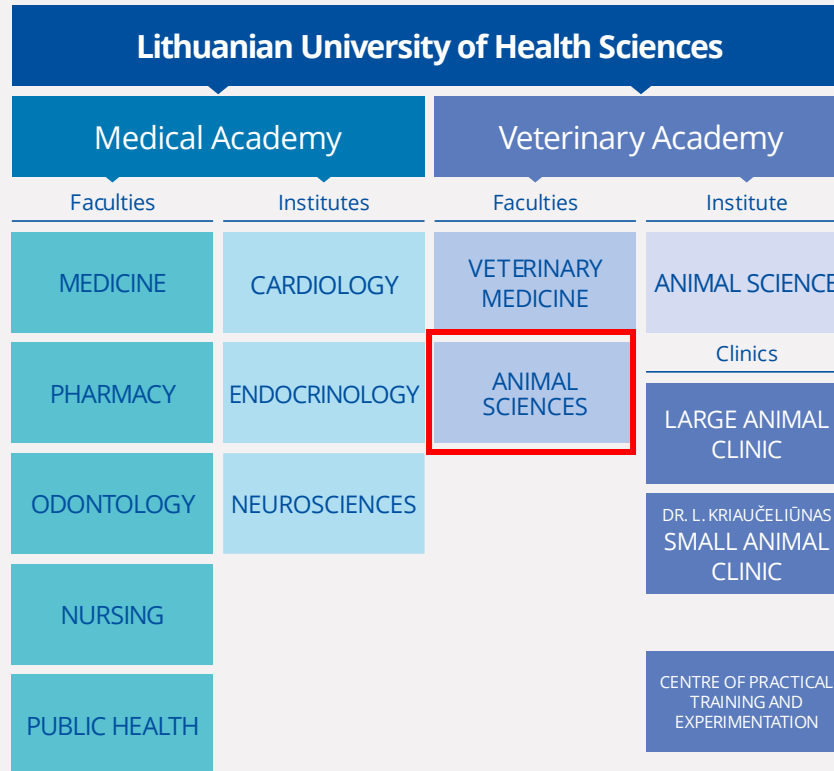 Lithuanian University of Health Sciences
Medical Academy
Veterinary Academy
Faculties
Institutes
Faculties
Institute
MEDICINE
CARDIOLOGY
VETERINARY
MEDICINE
ANIMAL SCIENCE
PHARMACY
ENDOCRINOLOGY
ANIMAL
SCIENCES
Clinics
LARGE ANIMAL
CLINIC
ODONTOLOGY
NEUROSCIENCES
DR. L. KRIAUČELIŪNAS
SMALL ANIMAL
CLINIC
NURSING
PUBLIC HEALTH
CENTRE OF PRACTICAL
TRAINING AND
EXPERIMENTATION